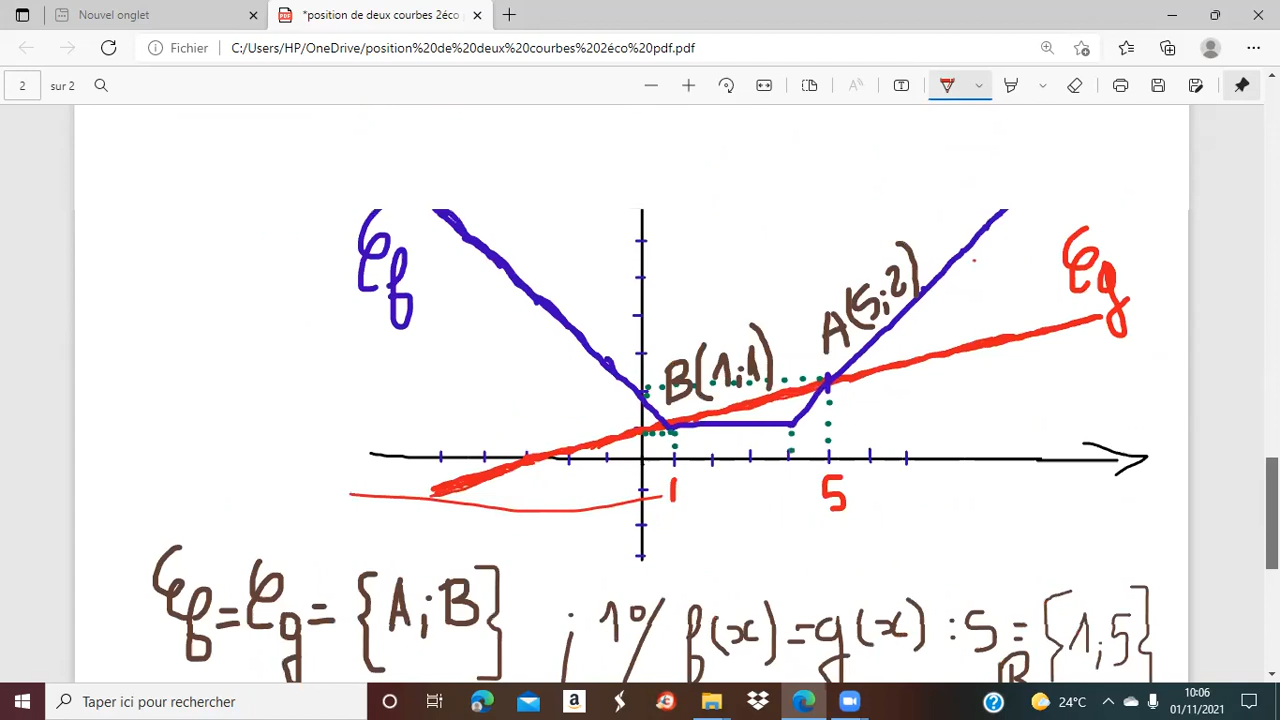 Nouvel onglet
*position de deux courbes 2éco
Fichier
C:/Users/HP/OneDrive/position%20de%20deux%20courbes%202éco%20pdf.pdf
2 sur 2
𝒞f
𝒞g
A(5;2)
B(1;1)
1 5
𝒞f = 𝒞g = {A;B} ; 1°/ f(x)=g(x) : S = {1;5}
ℝ
Taper ici pour rechercher
24°C
10:06
01/11/2021